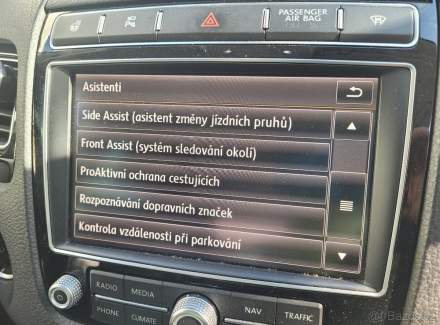 PASSENGER
AIR BAG
Asistenti
Side Assist (asistent změny jízdních pruhů)
Front Assist (systém sledování okolí)
ProAktivní ochrana cestujících
Rozpoznávání dopravních značek
Kontrola vzdálenosti při parkování
RADIO
MEDIA
PHONE
CLIMATE
NAV
TRAFFIC